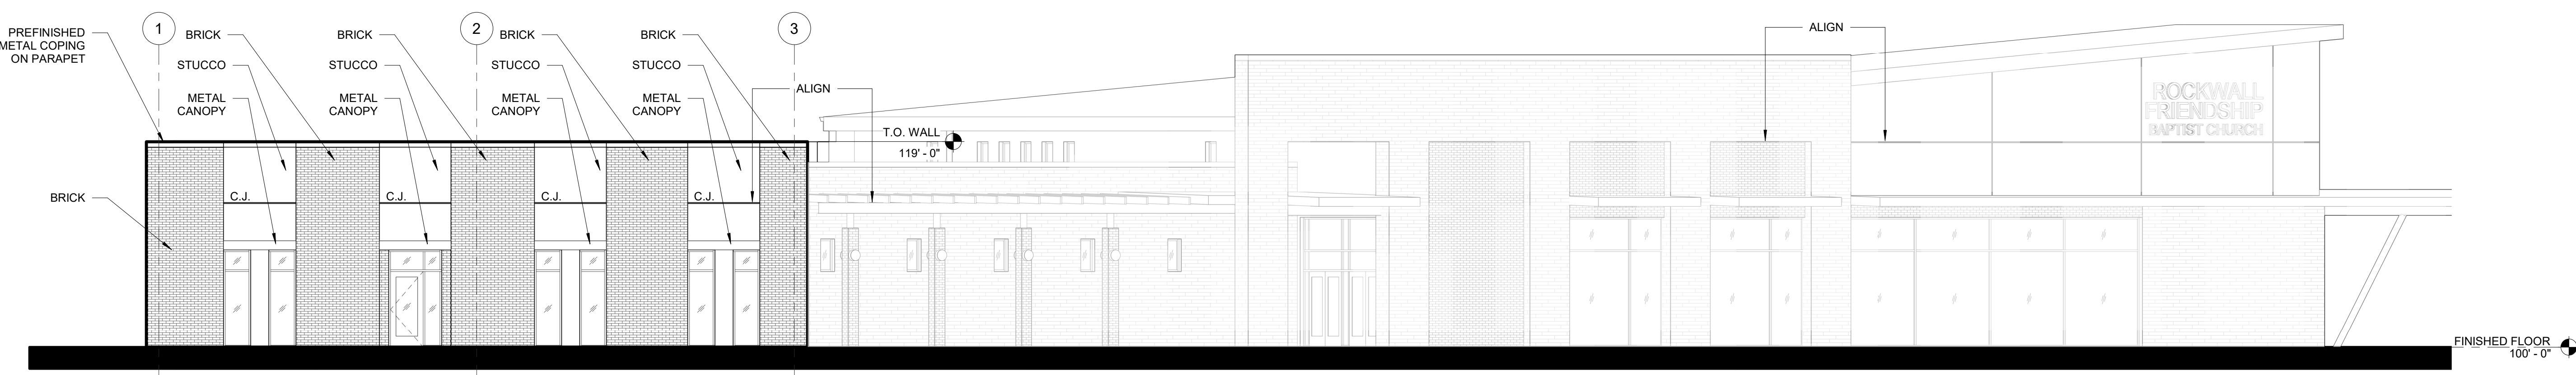 PREFINISHED
METAL COPING
ON PARAPET
1
BRICK
STUCCO
METAL
CANOPY
BRICK
STUCCO
METAL
CANOPY
2
BRICK
STUCCO
METAL
CANOPY
BRICK
STUCCO
METAL
CANOPY
3
ALIGN
T.O. WALL
119' - 0"
ALIGN
ROCKWALL
FRIENDSHIP
BAPTIST CHURCH
BRICK
C.J.
C.J.
C.J.
C.J.
FINISHED FLOOR
100' - 0"